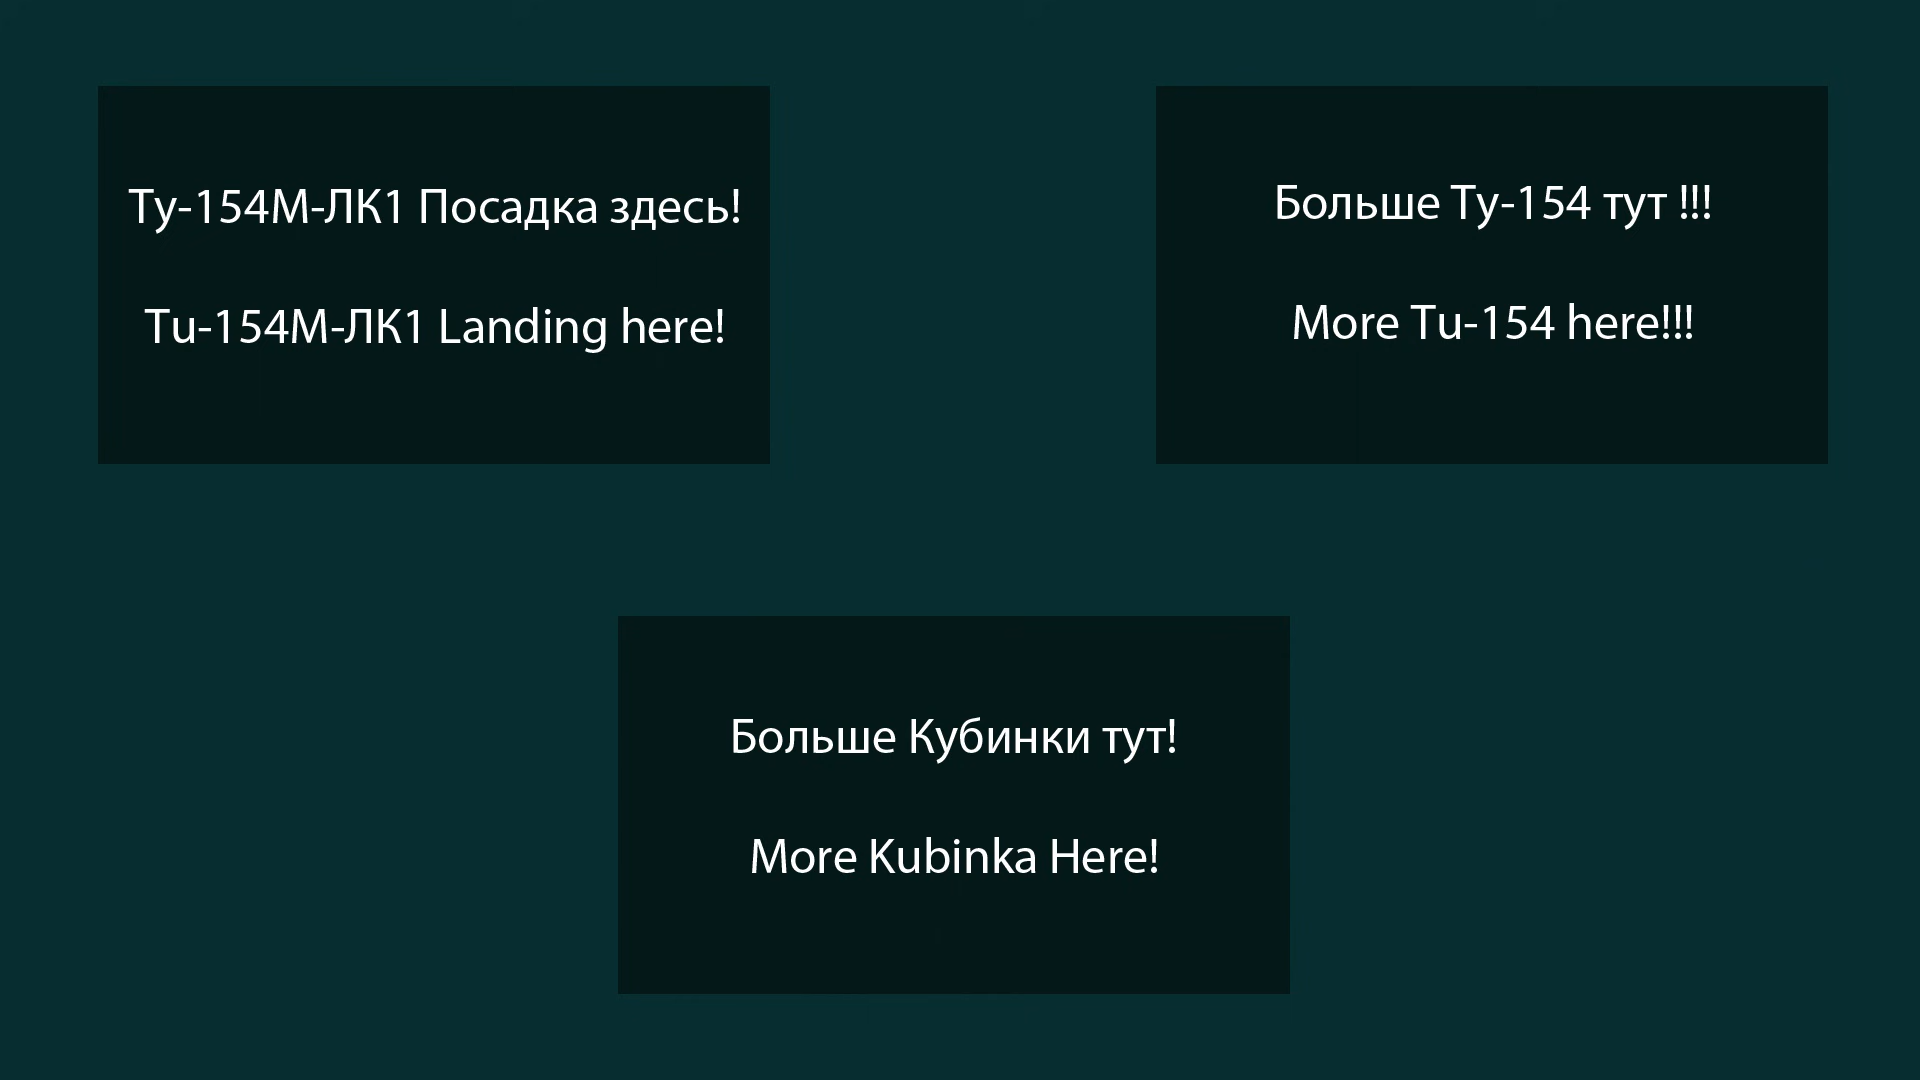 Ту-154М-ЛК1 Посадка здесь!
Tu-154М-ЛК1 Landing here!
Больше Ту-154 тут !!!
More Tu-154 here!!!
Больше Кубинки тут!
More Kubinka Here!